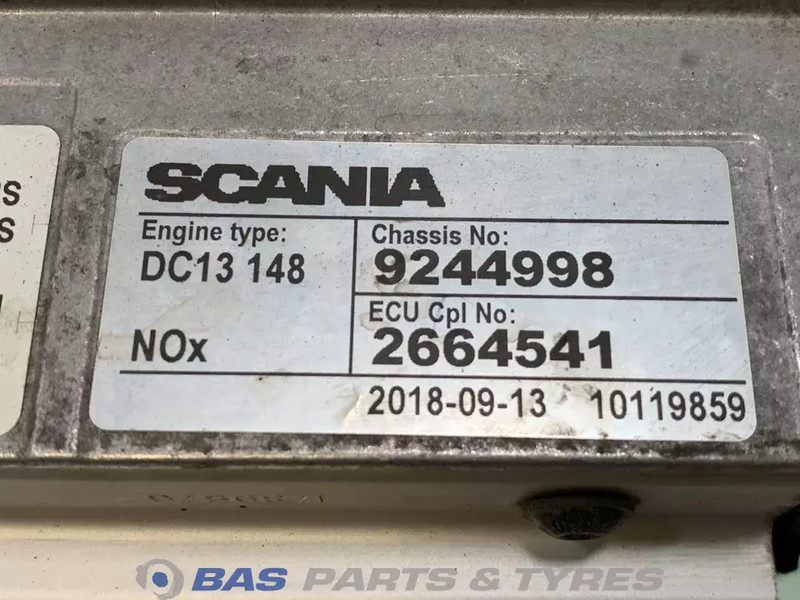 SCANIA
Engine type:
DC13 148
Chassis No:
9244998
NOx
ECU Cpl No:
2664541
2018-09-13 10119859
BAS PARTS & TYRES